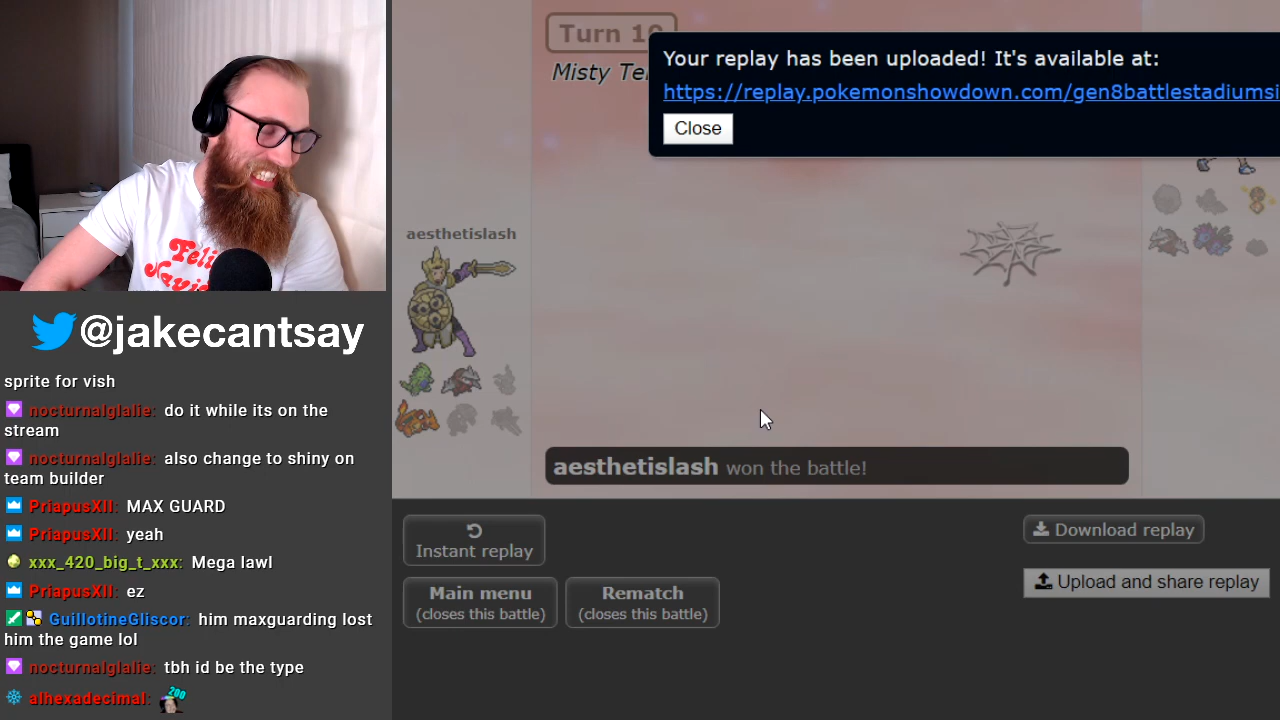 Turn 10
Misty Te
Your replay has been uploaded! It's available at:
https://replay.pokemonshowdown.com/gen8battlestadiumsi
Close
aesthetislash
aesthetislash won the battle!
Instant replay
Main menu
(closes this battle)
Rematch
(closes this battle)
Download replay
Upload and share replay
Feli
Navi
@jakecantsay
sprite for vish
nocturnalglalie: do it while its on the
stream
nocturnalglalie: also change to shiny on
team builder
PriapusXII: MAX GUARD
PriapusXII: yeah
xxx_420_big_t_xxx: Mega lawl
PriapusXII: ez
GuillotineGliscor: him maxguarding lost
him the game lol
nocturnalglalie: tbh id be the type
alhexadecimal: 200